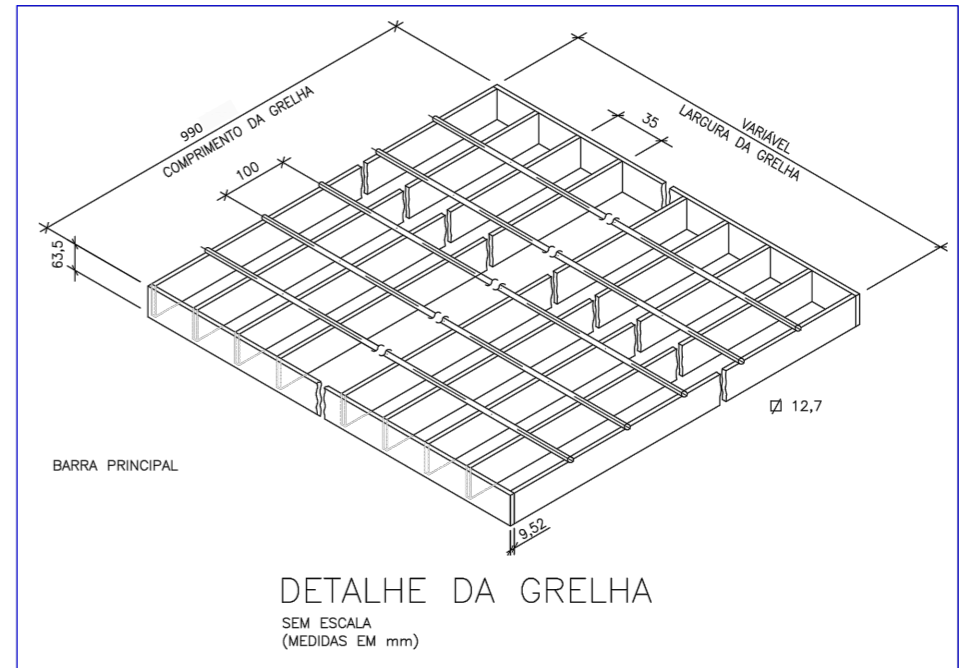 990
COMPRIMENTO DA GRELHA
100
63,5
35
VARIÁVEL
LARGURA DA GRELHA
12,7
BARRA PRINCIPAL
9,52
DETALHE DA GRELHA
SEM ESCALA
(MEDIDAS EM mm)